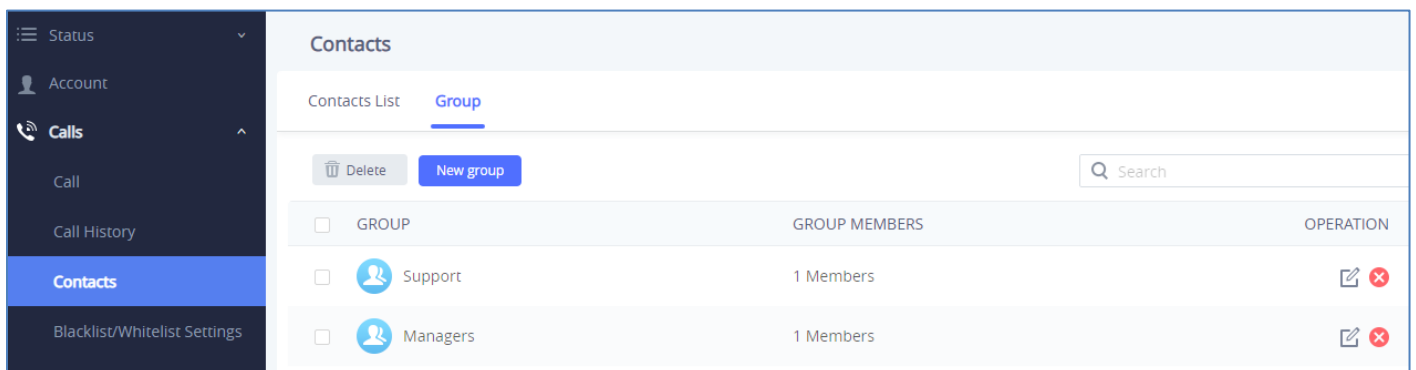 Status
Account
Calls
Call
Call History
Contacts
Blacklist/Whitelist Settings
Contacts
Contacts List Group
Delete New group Search
GROUP GROUP MEMBERS OPERATION
Support 1 Members
Managers 1 Members